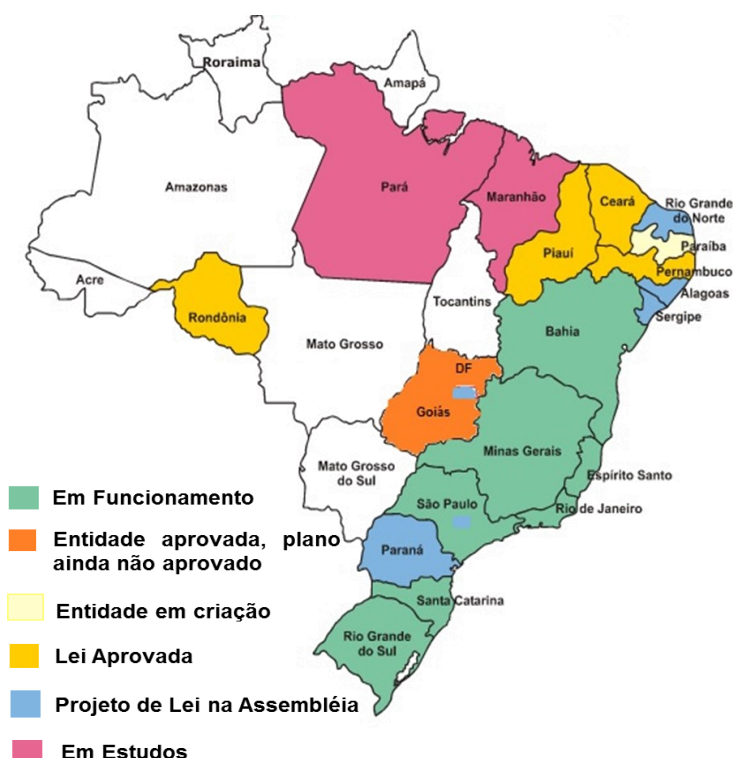 Roraima
Amapá
Amazonas
Pará
Maranhão
Ceará
Rio Grande
do Norte
Paraíba
Piauí
Pernambuco
Acre
Alagoas
Tocantins
Rondônia
Sergipe
Bahia
Mato Grosso
DF
Goiás
Minas Gerais
Mato Grosso
do Sul
Espírito Santo
São Paulo
Rio de Janeiro
Paraná
Santa Catarina
Rio Grande
do Sul
Em Funcionamento
Entidade aprovada, plano
ainda não aprovado
Entidade em criação
Lei Aprovada
Projeto de Lei na Assembléia
Em Estudos